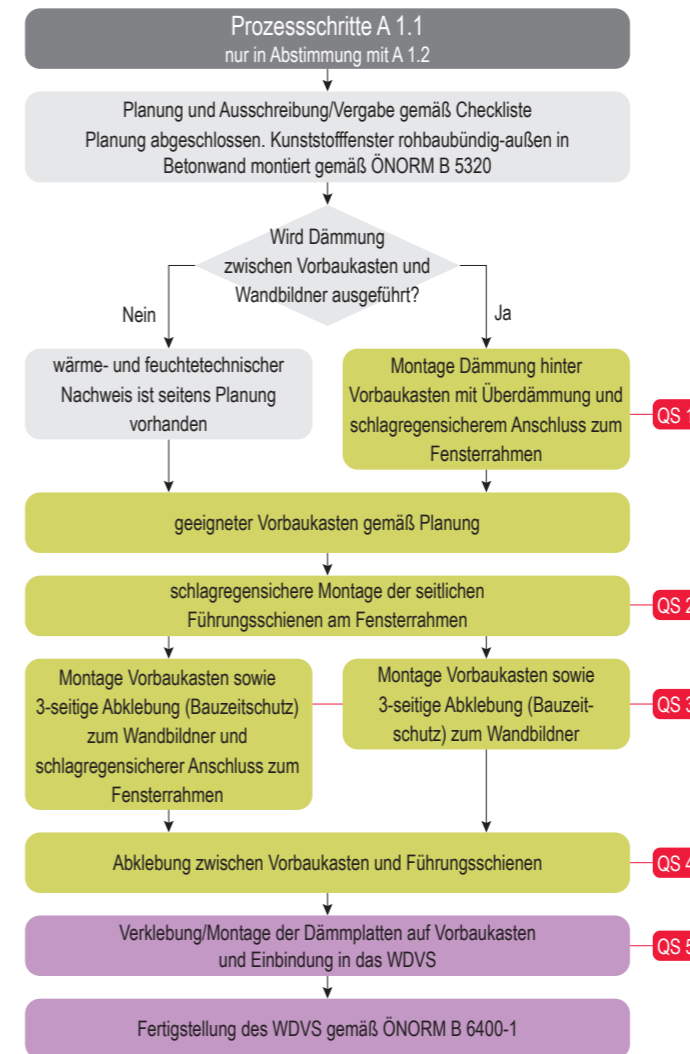 Prozessschritte A 1.1
nur in Abstimmung mit A 1.2
Planung und Ausschreibung/Vergabe gemäß Checkliste
Planung abgeschlossen. Kunststofffenster rohbaubündig-außen in
Betonwand montiert gemäß ÖNORM B 5320
Wird Dämmung
zwischen Vorbaukasten und
Wandbildner ausgeführt?
Nein
Ja
wärme- und feuchtetechnischer
Nachweis ist seitens Planung
vorhanden
Montage Dämmung hinter
Vorbaukasten mit Überdämmung und
schlagregensicherem Anschluss zum
Fensterrahmen
QS 1
geeigneter Vorbaukasten gemäß Planung
schlagregensichere Montage der seitlichen
Führungsschienen am Fensterrahmen
QS 2
Montage Vorbaukasten sowie
3-seitige Abklebung (Bauzeitschutz)
zum Wandbildner und
schlagregensicherer Anschluss zum
Fensterrahmen
Montage Vorbaukasten sowie
3-seitige Abklebung (Bauzeit-
schutz) zum Wandbildner
QS 3
Abklebung zwischen Vorbaukasten und Führungsschienen
QS 4
Verklebung/Montage der Dämmplatten auf Vorbaukasten
und Einbindung in das WDVS
QS 5
Fertigstellung des WDVS gemäß ÖNORM B 6400-1